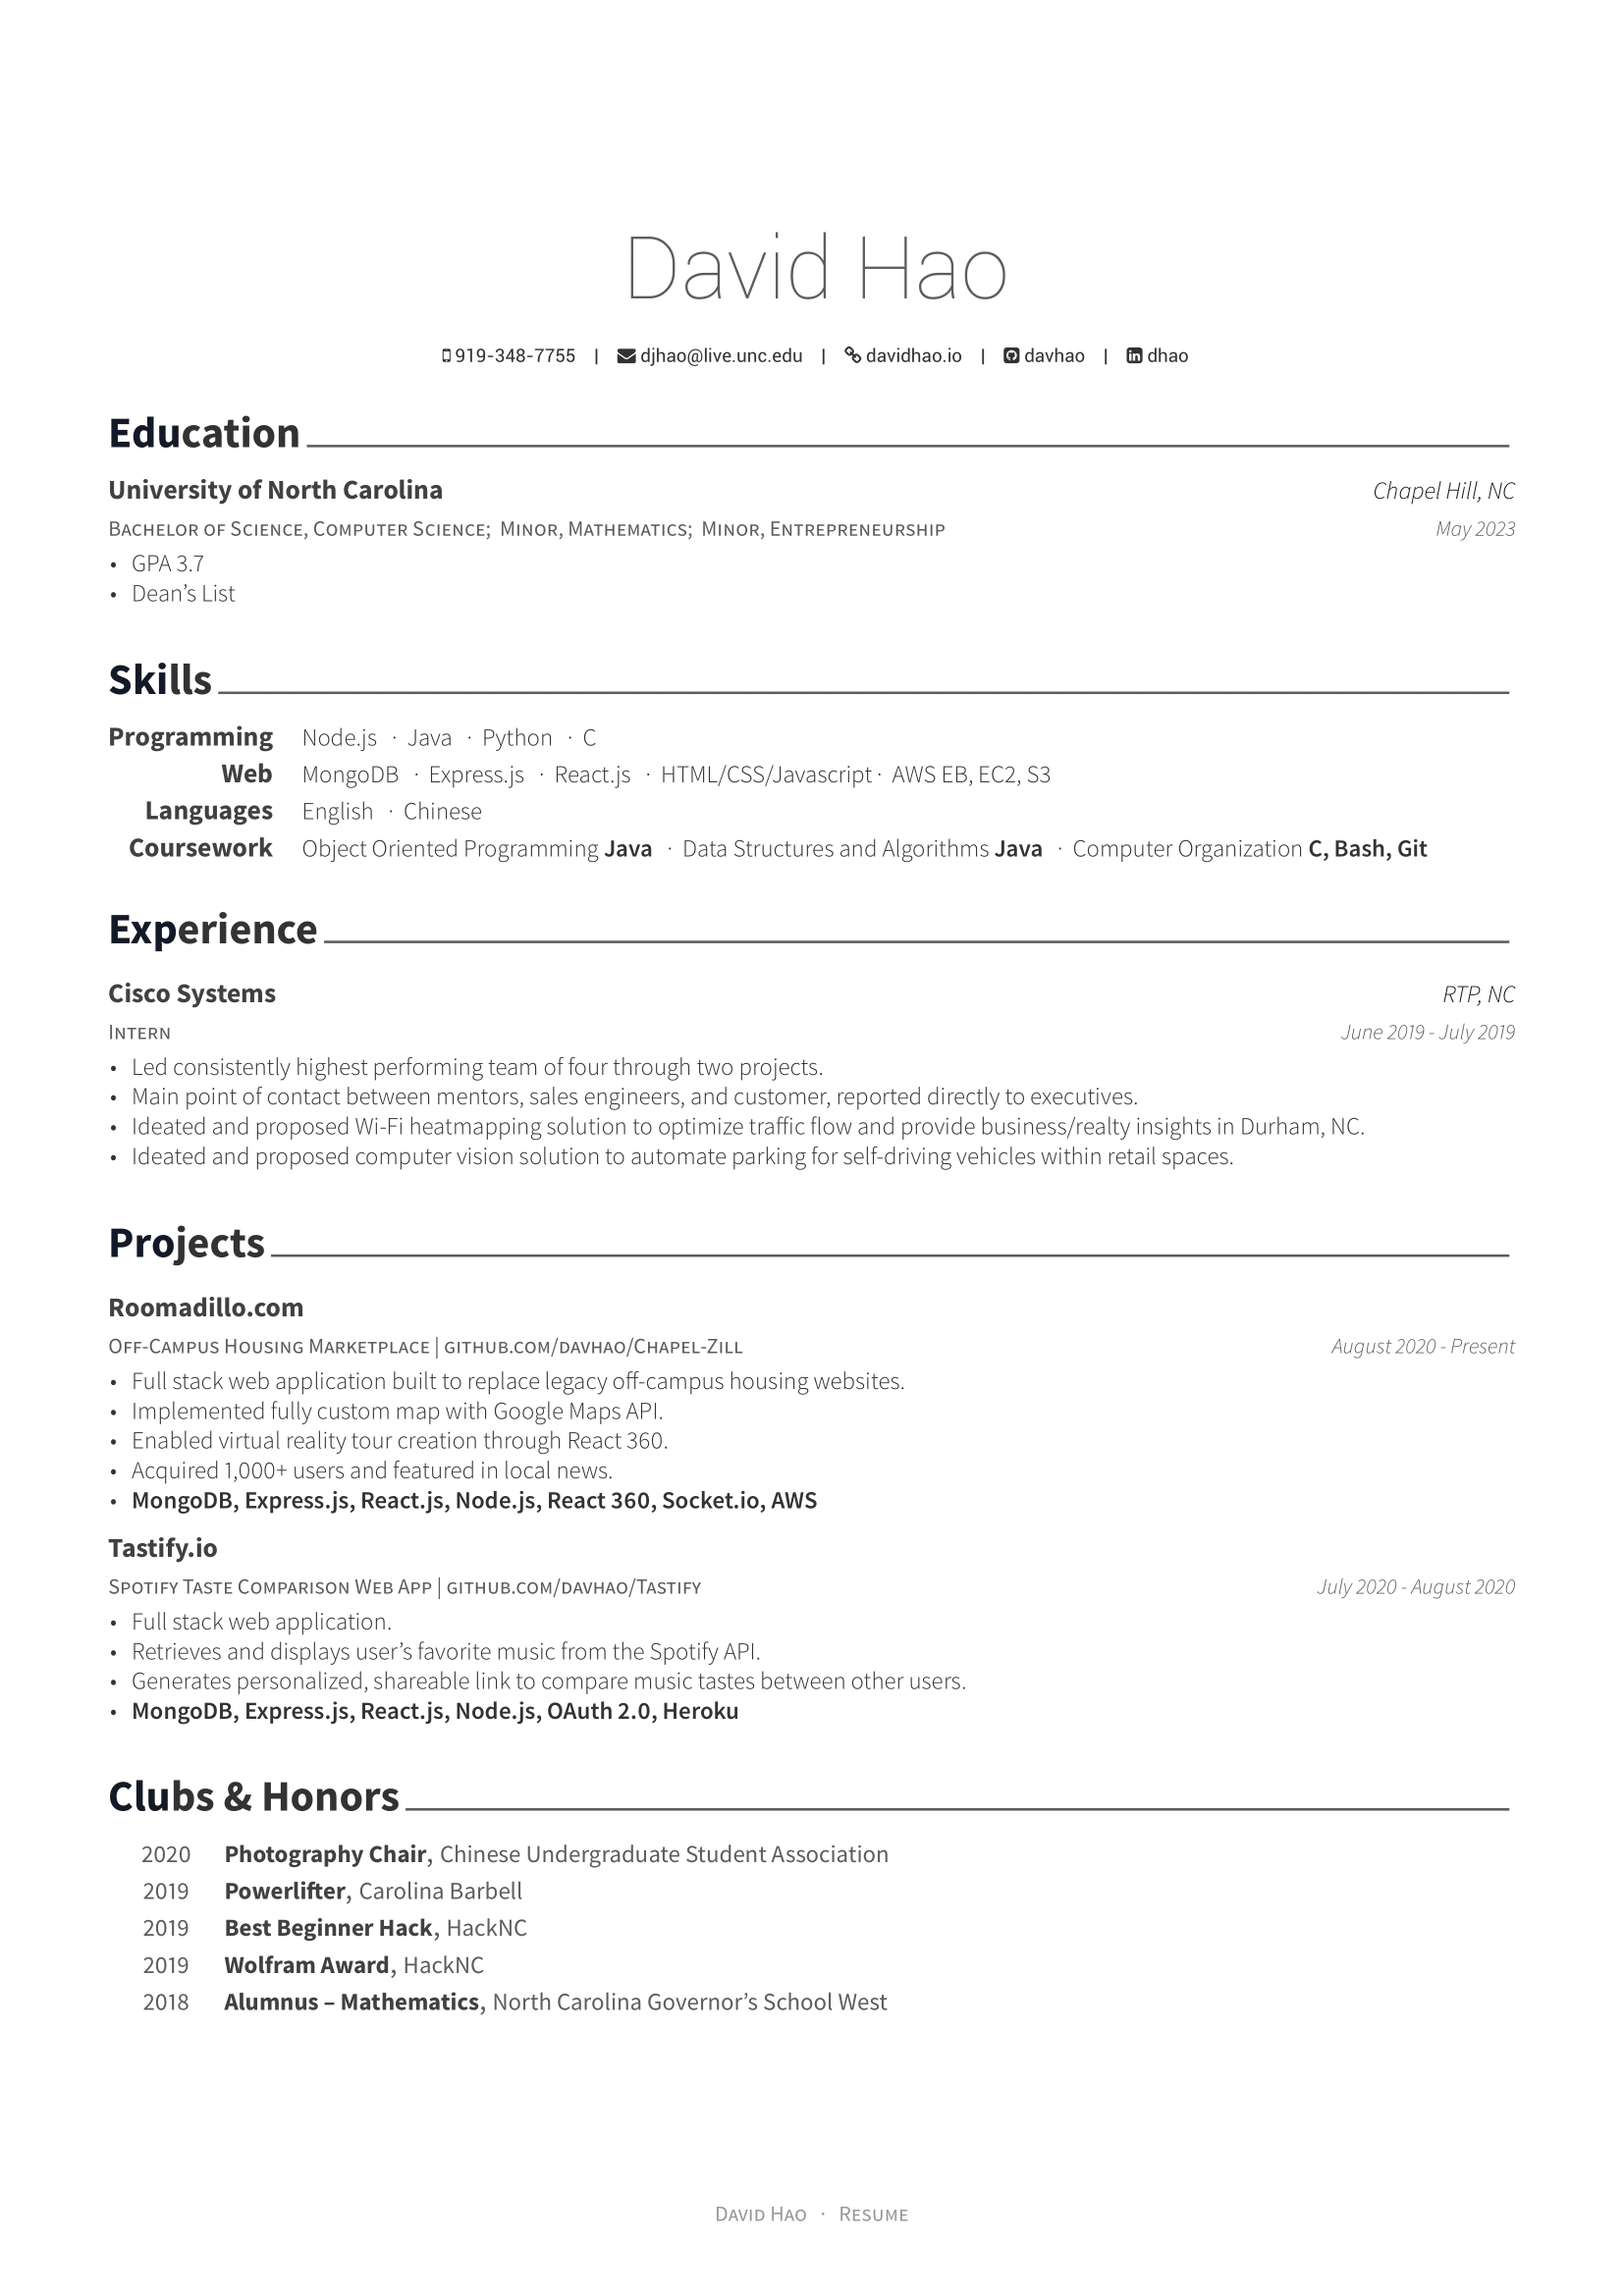 David Hao
919-348-7755 | djhao@live.unc.edu | davidhao.io | davhao | dhao
Education
University of North Carolina Chapel Hill, NC
Bachelor of Science, Computer Science; Minor, Mathematics; Minor, Entrepreneurship May 2023
• GPA 3.7
• Dean’s List
Skills
Programming Node.js · Java · Python · C
Web MongoDB · Express.js · React.js · HTML/CSS/Javascript · AWS EB, EC2, S3
Languages English · Chinese
Coursework Object Oriented Programming Java · Data Structures and Algorithms Java · Computer Organization C, Bash, Git
Experience
Cisco Systems RTP, NC
Intern June 2019 - July 2019
• Led consistently highest performing team of four through two projects.
• Main point of contact between mentors, sales engineers, and customer, reported directly to executives.
• Ideated and proposed Wi-Fi heatmapping solution to optimize traffic flow and provide business/realty insights in Durham, NC.
• Ideated and proposed computer vision solution to automate parking for self-driving vehicles within retail spaces.
Projects
Roomadillo.com
Off-Campus Housing Marketplace | github.com/davhao/Chapel-Zill August 2020 - Present
• Full stack web application built to replace legacy off-campus housing websites.
• Implemented fully custom map with Google Maps API.
• Enabled virtual reality tour creation through React 360.
• Acquired 1,000+ users and featured in local news.
• MongoDB, Express.js, React.js, Node.js, React 360, Socket.io, AWS
Tastify.io
Spotify Taste Comparison Web App | github.com/davhao/Tastify July 2020 - August 2020
• Full stack web application.
• Retrieves and displays user’s favorite music from the Spotify API.
• Generates personalized, shareable link to compare music tastes between other users.
• MongoDB, Express.js, React.js, Node.js, OAuth 2.0, Heroku
Clubs & Honors
2020 Photography Chair, Chinese Undergraduate Student Association
2019 Powerlifter, Carolina Barbell
2019 Best Beginner Hack, HackNC
2019 Wolfram Award, HackNC
2018 Alumnus – Mathematics, North Carolina Governor’s School West
David Hao · Resume